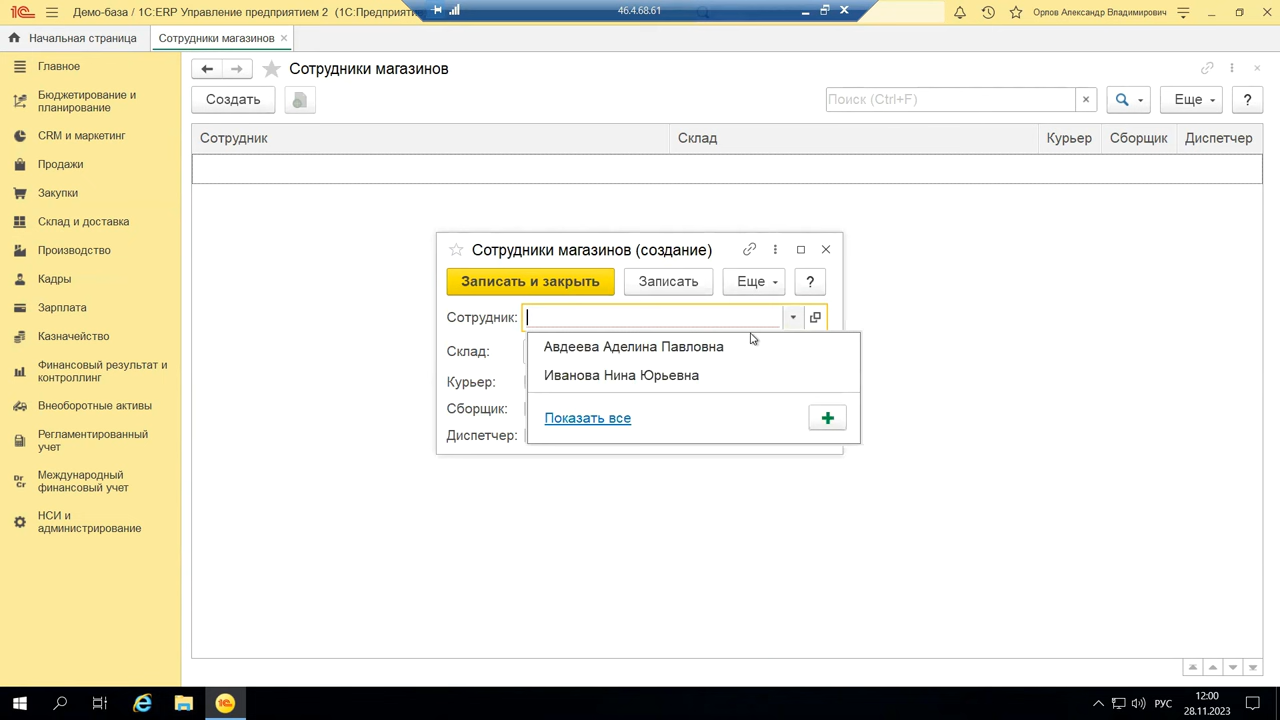 Демо-база / 1С:ERP Управление предприятием 2 (1С:Предприятие
46.4.68.61
Орлов Александр Владимирович
Начальная страница
Сотрудники магазинов
Главное
Бюджетирование и
планирование
CRM и маркетинг
Продажи
Закупки
Склад и доставка
Производство
Кадры
Зарплата
Казначейство
Финансовый результат и
контроллинг
Внеоборотные активы
Регламентированный
учет
Международный
финансовый учет
НСИ и
администрирование
Сотрудники магазинов
Создать
Поиск (Ctrl+F)
Еще
?
Сотрудник Склад Курьер Сборщик Диспетчер
Сотрудники магазинов (создание)
Записать и закрыть Записать Еще ?
Сотрудник:
Склад:
Курьер:
Сборщик:
Диспетчер:
Авдеева Аделина Павловна
Иванова Нина Юрьевна
Показать все
РУС
12:00
28.11.2023